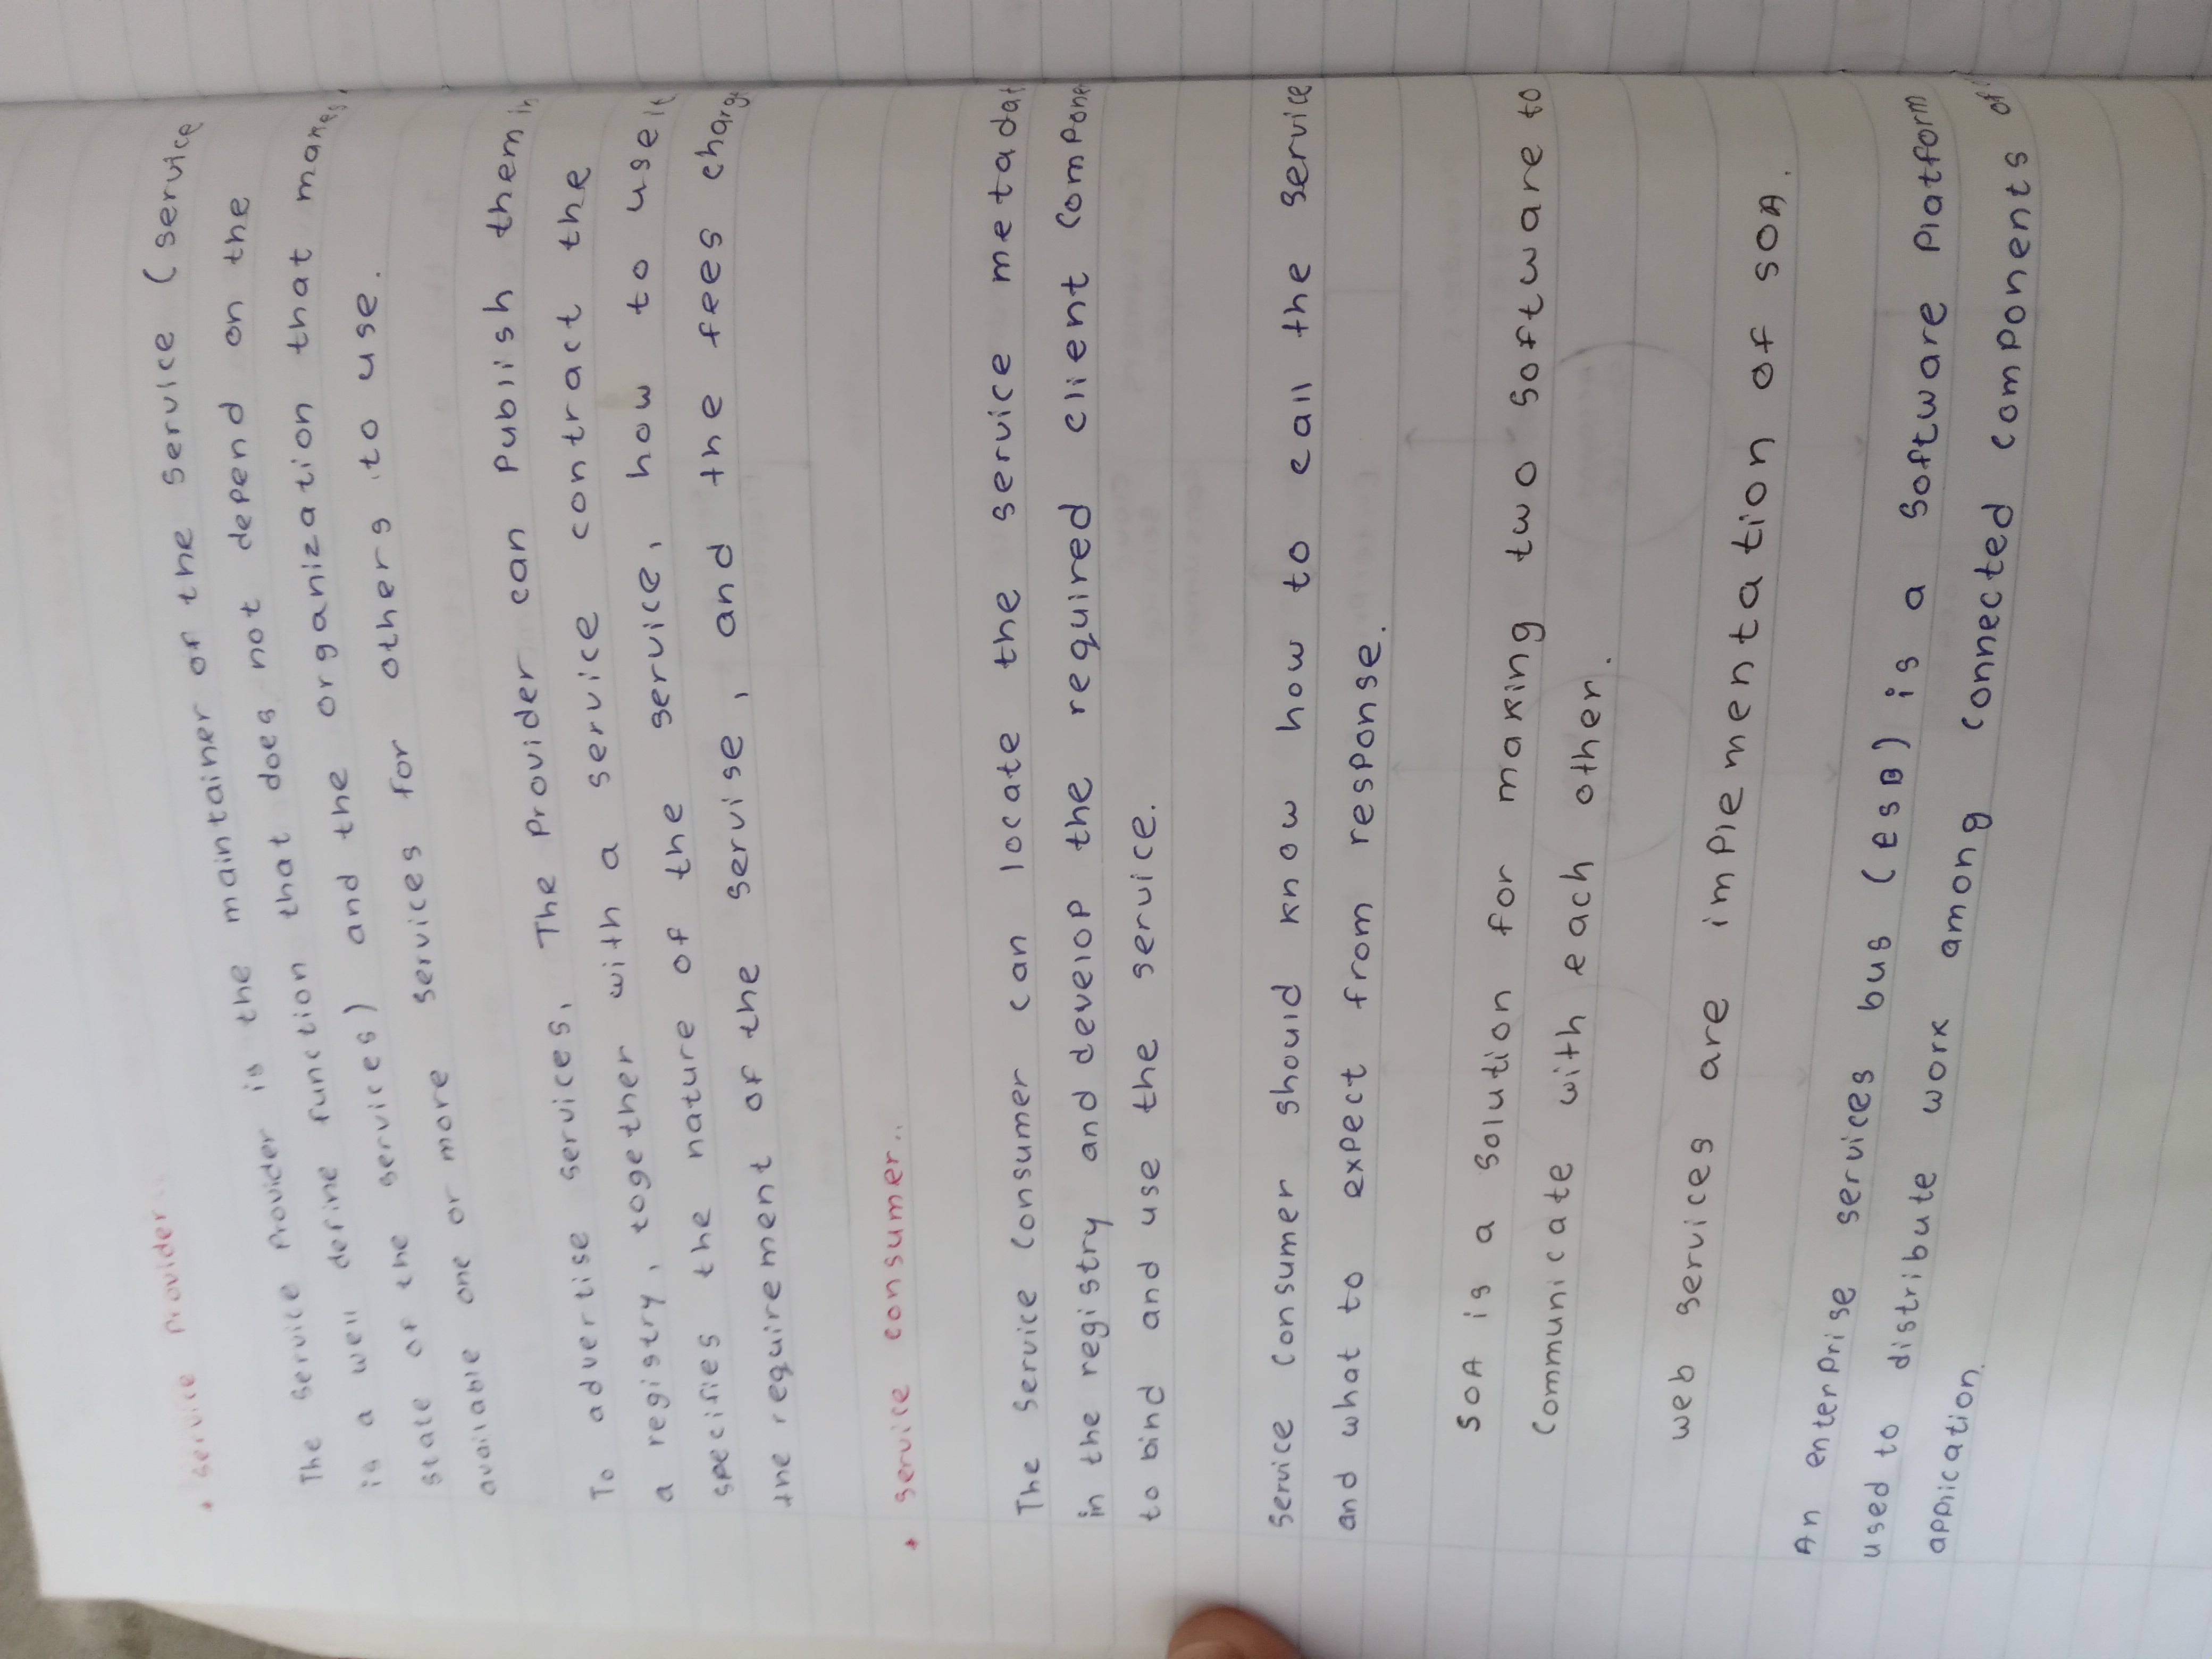 * Service Provider..
The Service Provider is the maintainer of the Service (Service
is a well define function that does not depend on the
state of the services) and the organization that makes
available one or more services for others to use.
To advertise services, The Provider can Publish them in
a registry, together with a service contract the
specifies the nature of the service, how to use it
the requirement of the servise, and the fees
* Service consumer..
The Service Consumer can locate the service
in the registry and develop the required client
to bind and use the service.
Service Consumer should know how to call the Service
and what to expect from response.
SOA is a Solution for making two Software to
Communicate with each other.
web services are implementation of SOA.
An enterprise services bus (ESB) is a Software Platform
used to distribute work among connected components of
application.